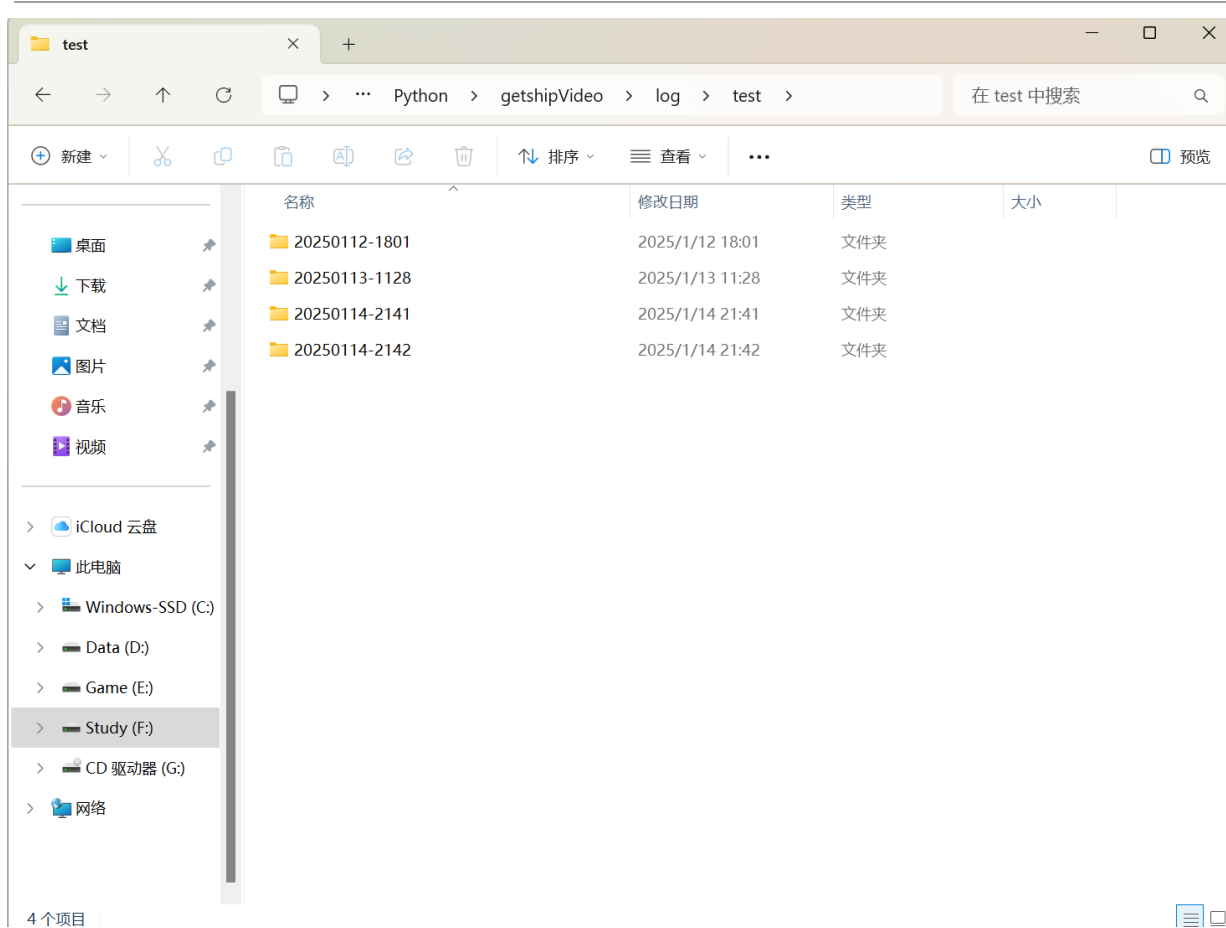 test
Python > getshipVideo > log > test >
在 test 中搜索
新建
排序
查看
预览
名称 修改日期 类型 大小
20250112-1801 2025/1/12 18:01 文件夹
20250113-1128 2025/1/13 11:28 文件夹
20250114-2141 2025/1/14 21:41 文件夹
20250114-2142 2025/1/14 21:42 文件夹
桌面
下载
文档
图片
音乐
视频
iCloud 云盘
此电脑
Windows-SSD (C:)
Data (D:)
Game (E:)
Study (F:)
CD 驱动器 (G:)
网络
4 个项目